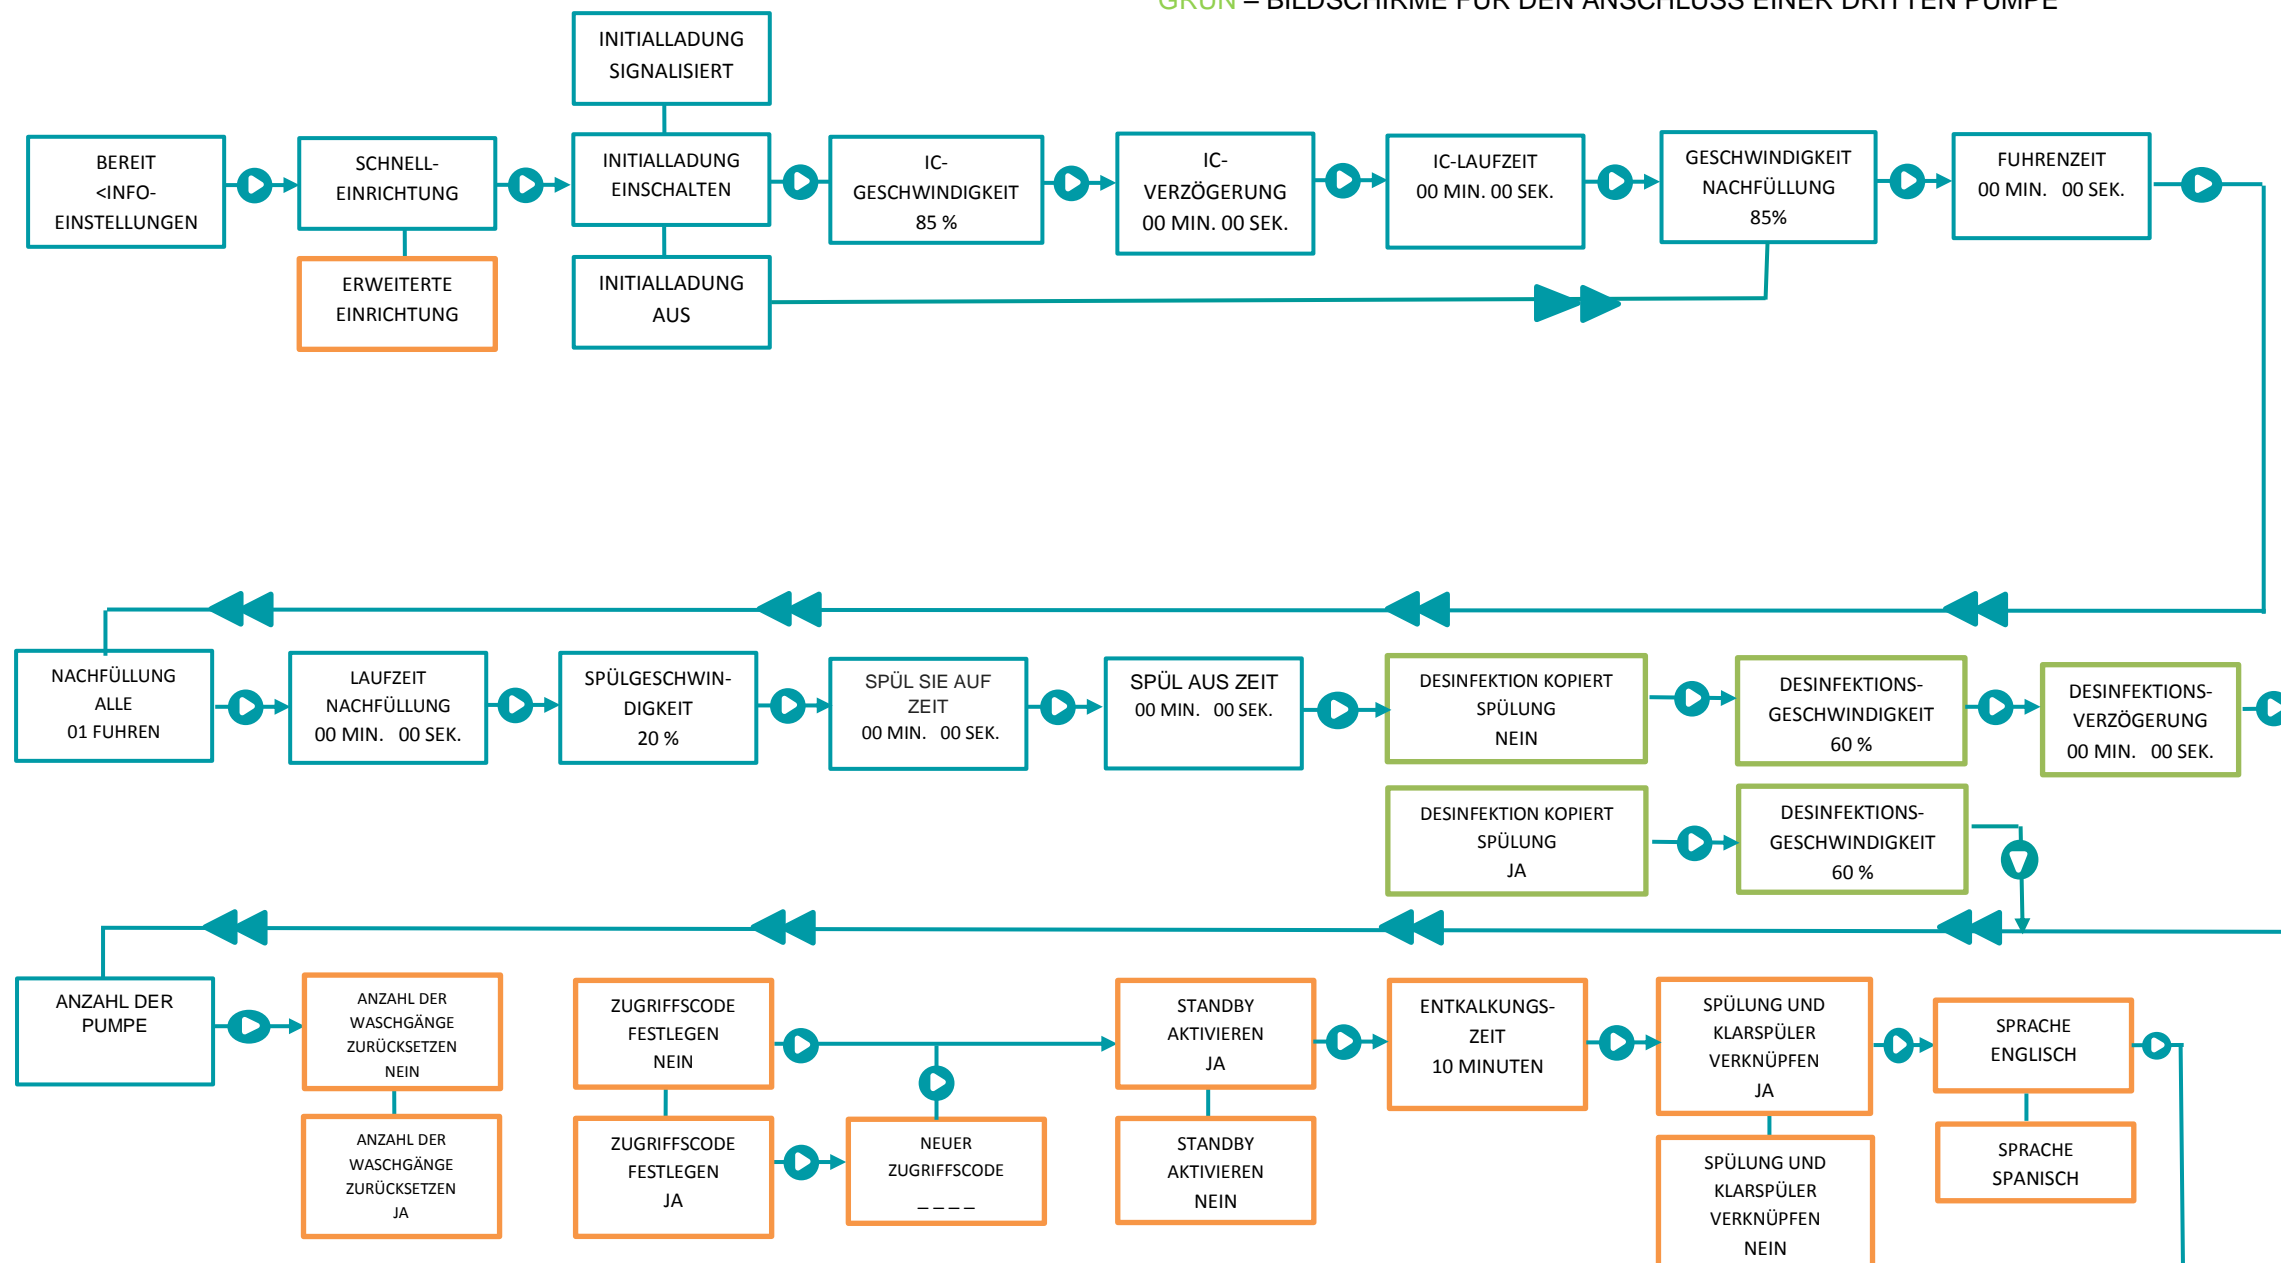 GRÜN – BILDSCHIRME FÜR DEN ANSCHLUSS EINER DRITTEN PUMPE
INITIALLADUNG
SIGNALISIERT
BEREIT
<INFO-
EINSTELLUNGEN
SCHNELL-
EINRICHTUNG
INITIALLADUNG
EINSCHALTEN
IC-
GESCHWINDIGKEIT
85 %
IC-
VERZÖGERUNG
00 MIN. 00 SEK.
IC-LAUFZEIT
00 MIN. 00 SEK.
GESCHWINDIGKEIT
NACHFÜLLUNG
85%
FUHRENZEIT
00 MIN. 00 SEK.
ERWEITERTE
EINRICHTUNG
INITIALLADUNG
AUS
NACHFÜLLUNG
ALLE
01 FUHREN
LAUFZEIT
NACHFÜLLUNG
00 MIN. 00 SEK.
SPÜLGESCHWIN-
DIGKEIT
20 %
SPÜL SIE AUF
ZEIT
00 MIN. 00 SEK.
SPÜL AUS ZEIT
00 MIN. 00 SEK.
DESINFEKTION KOPIERT
SPÜLUNG
NEIN
DESINFEKTIONS-
GESCHWINDIGKEIT
60 %
DESINFEKTIONS-
VERZÖGERUNG
00 MIN. 00 SEK.
DESINFEKTION KOPIERT
SPÜLUNG
JA
DESINFEKTIONS-
GESCHWINDIGKEIT
60 %
ANZAHL DER
PUMPE
ANZAHL DER
WASCHGÄNGE
ZURÜCKSETZEN
NEIN
ZUGRIFFSCODE
FESTLEGEN
NEIN
STANDBY
AKTIVIEREN
JA
ENTKALKUNGS-
ZEIT
10 MINUTEN
SPÜLUNG UND
KLARSPÜLER
VERKNÜPFEN
JA
SPRACHE
ENGLISCH
ANZAHL DER
WASCHGÄNGE
ZURÜCKSETZEN
JA
ZUGRIFFSCODE
FESTLEGEN
JA
NEUER
ZUGRIFFSCODE
_ _ _ _
STANDBY
AKTIVIEREN
NEIN
SPÜLUNG UND
KLARSPÜLER
VERKNÜPFEN
NEIN
SPRACHE
SPANISCH